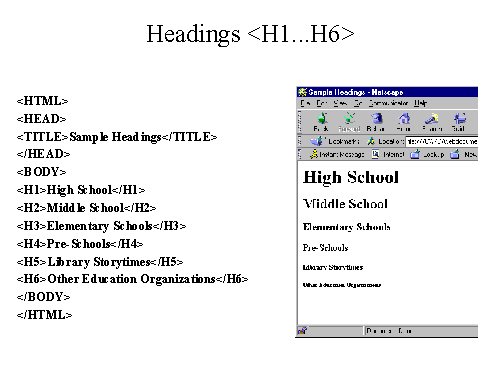 Headings <H1...H6>
<HTML>
<HEAD>
<TITLE>Sample Headings</TITLE>
</HEAD>
<BODY>
<H1>High School</H1>
<H2>Middle School</H2>
<H3>Elementary Schools</H3>
<H4>Pre-Schools</H4>
<H5>Library Storytimes</H5>
<H6>Other Education Organizations</H6>
</BODY>
</HTML>
Sample Headings - Netscape
File Edit View Go Communicator Help
Back Forward Reload Home Search Guide
Bookmarks Location:
Instant Message Internet Lookup New
High School
Middle School
Elementary Schools
Pre-Schools
Library Storytimes
Other Education Organizations
Document: Done